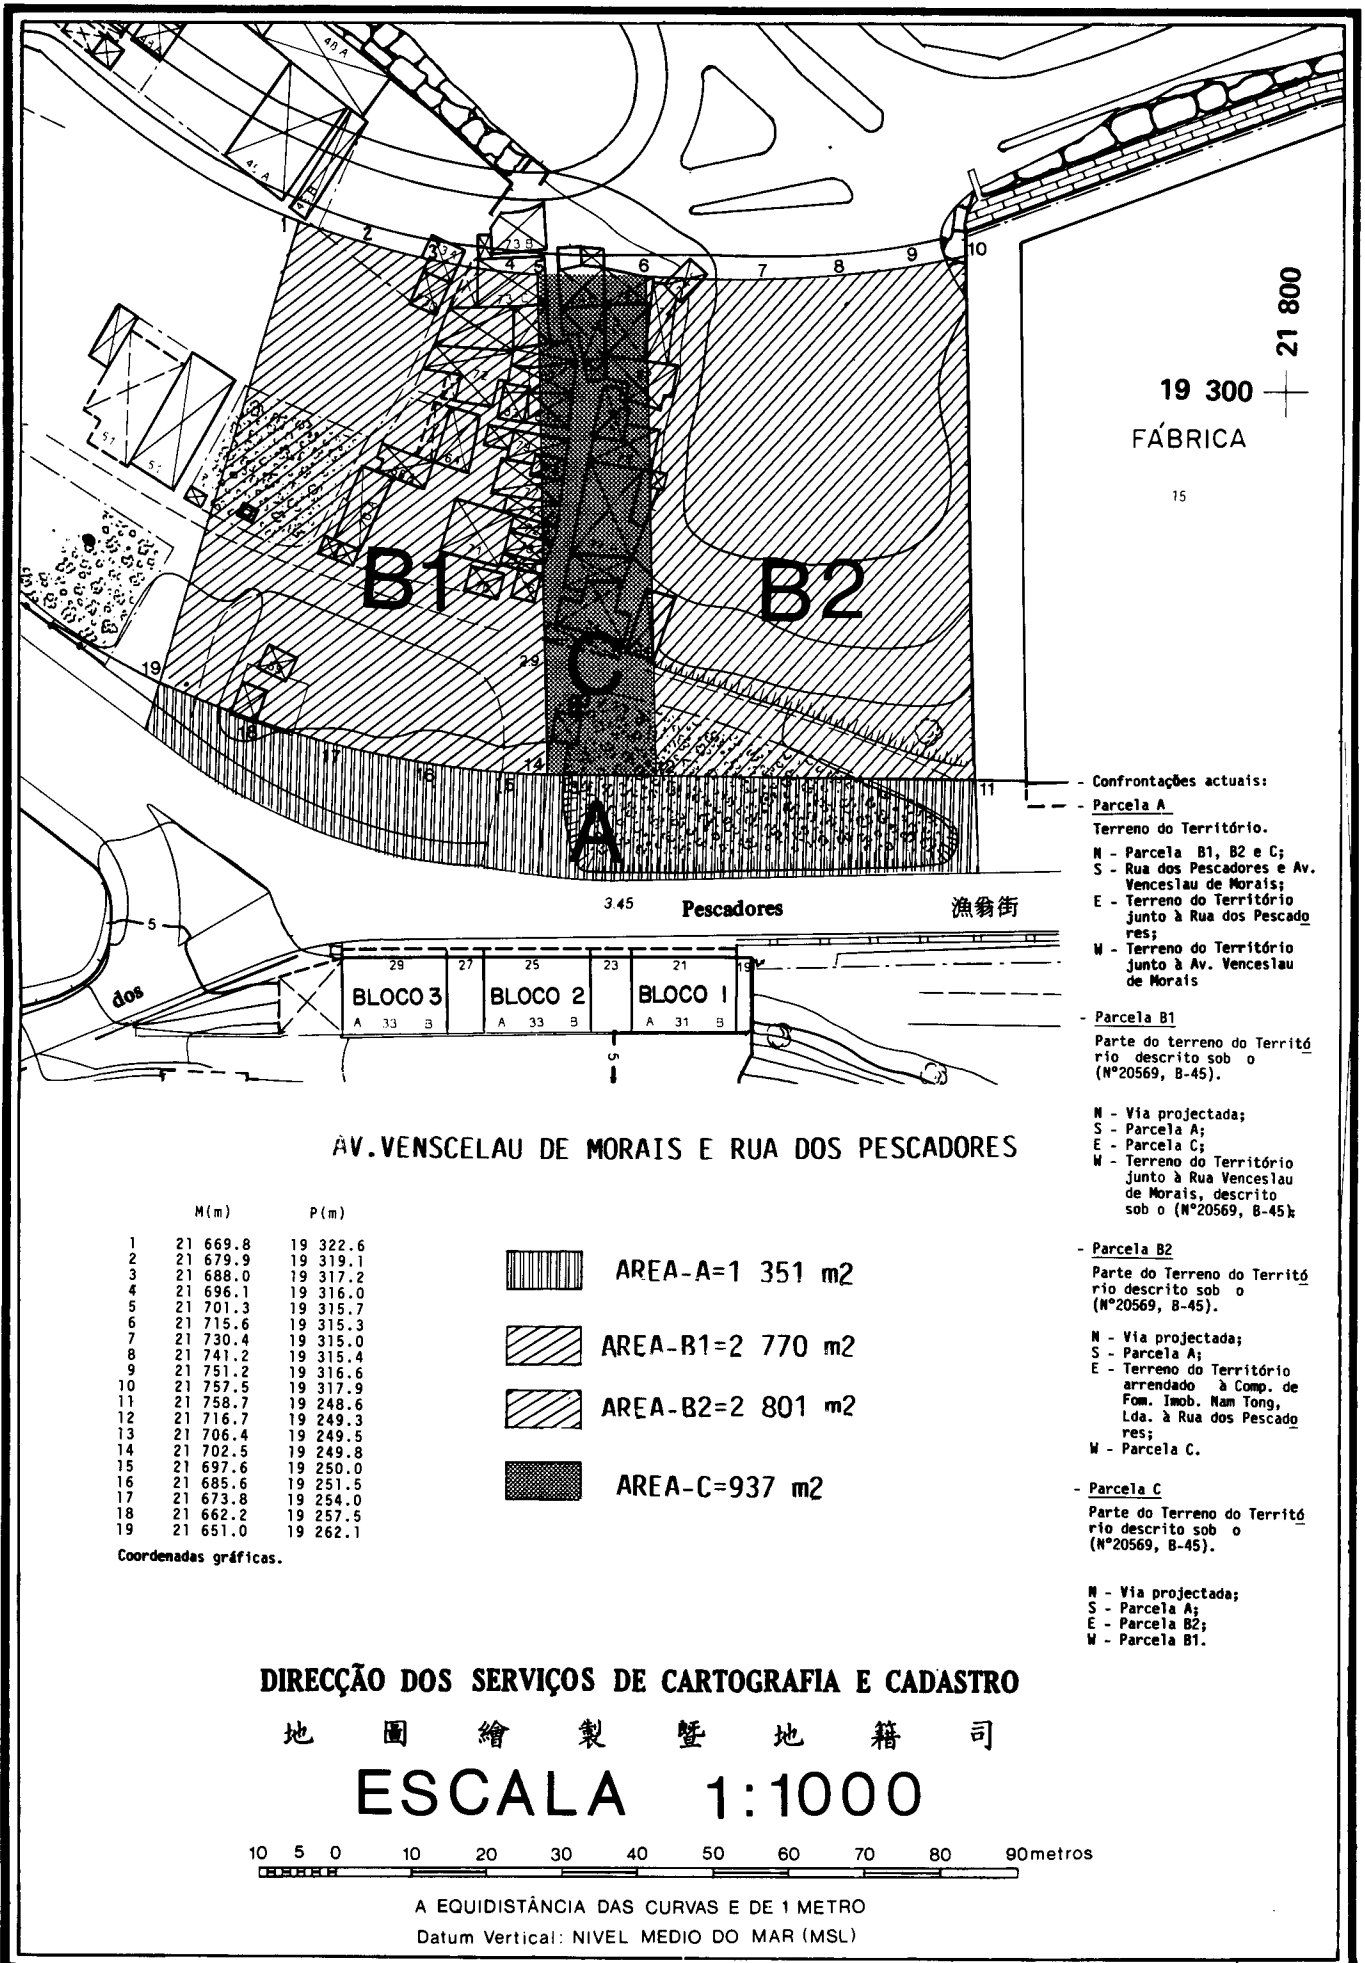 48 A
1
2
3
4
5
6
7
8
9
10
73 B
73 C
72
51
21 800
19 300
FÁBRICA
15
B1
B2
C
A
29
19
18
17
16
5
14
12
11
3.45
Pescadores
漁翁街
5
dos
29 27 25 23 21 19
BLOCO 3 BLOCO 2 BLOCO 1
A 33 B A 33 B A 31 B
5
- Confrontações actuais:
- Parcela A
Terreno do Território.
N - Parcela B1, B2 e C;
S - Rua dos Pescadores e Av.
Venceslau de Morais;
E - Terreno do Território
junto à Rua dos Pescado
res;
W - Terreno do Território
junto à Av. Venceslau
de Morais
- Parcela B1
Parte do terreno do Territó
rio descrito sob o
(Nº20569, B-45).
N - Via projectada;
S - Parcela A;
E - Parcela C;
W - Terreno do Território
junto à Rua Venceslau
de Morais, descrito
sob o (Nº20569, B-45);
- Parcela B2
Parte do Terreno do Territó
rio descrito sob o
(Nº20569, B-45).
N - Via projectada;
S - Parcela A;
E - Terreno do Território
arrendado à Comp. de
Fom. Imob. Nam Tong,
Lda. à Rua dos Pescado
res;
W - Parcela C.
- Parcela C
Parte do Terreno do Territó
rio descrito sob o
(Nº20569, B-45).
N - Via projectada;
S - Parcela A;
E - Parcela B2;
W - Parcela B1.
AV.VENSCELAU DE MORAIS E RUA DOS PESCADORES
M(m) P(m)
1 21 669.8 19 322.6
2 21 679.9 19 319.1
3 21 688.0 19 317.2
4 21 696.1 19 316.0
5 21 701.3 19 315.7
6 21 715.6 19 315.3
7 21 730.4 19 315.0
8 21 741.2 19 315.4
9 21 751.2 19 316.6
10 21 757.5 19 317.9
11 21 758.7 19 248.6
12 21 716.7 19 249.3
13 21 706.4 19 249.5
14 21 702.5 19 249.8
15 21 697.6 19 250.0
16 21 685.6 19 251.5
17 21 673.8 19 254.0
18 21 662.2 19 257.5
19 21 651.0 19 262.1
Coordenadas gráficas.
AREA-A=1 351 m2
AREA-B1=2 770 m2
AREA-B2=2 801 m2
AREA-C=937 m2
DIRECÇÃO DOS SERVIÇOS DE CARTOGRAFIA E CADASTRO
地圖繪製暨地籍司
ESCALA 1:1000
10 5 0 10 20 30 40 50 60 70 80 90metros
A EQUIDISTÂNCIA DAS CURVAS E DE 1 METRO
Datum Vertical: NIVEL MEDIO DO MAR (MSL)